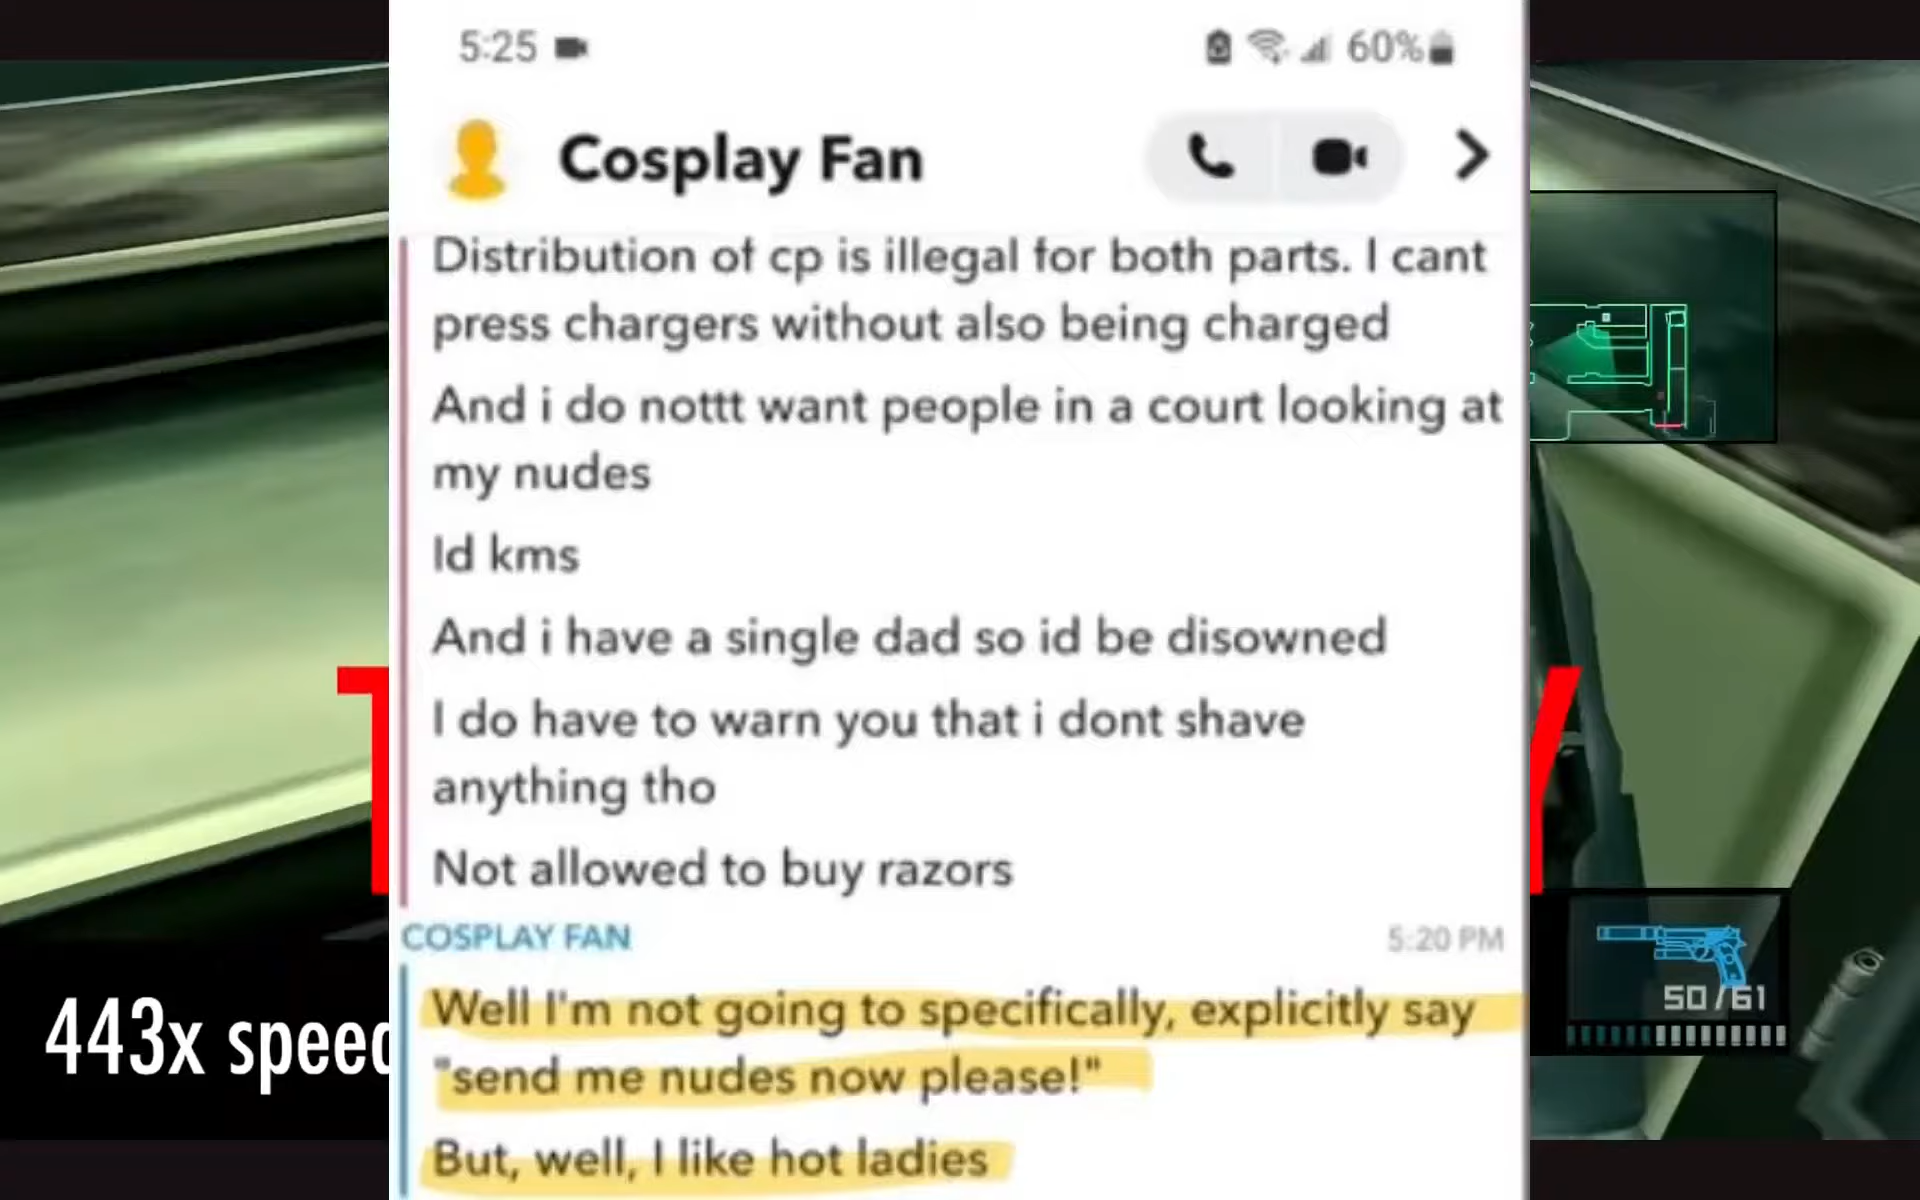 5:25
60%
Cosplay Fan
Distribution of cp is illegal for both parts. I cant
press chargers without also being charged
And i do nottt want people in a court looking at
my nudes
Id kms
And i have a single dad so id be disowned
I do have to warn you that i dont shave
anything tho
Not allowed to buy razors
COSPLAY FAN
5:20 PM
Well I'm not going to specifically, explicitly say
"send me nudes now please!"
But, well, I like hot ladies
443x speed
50/61